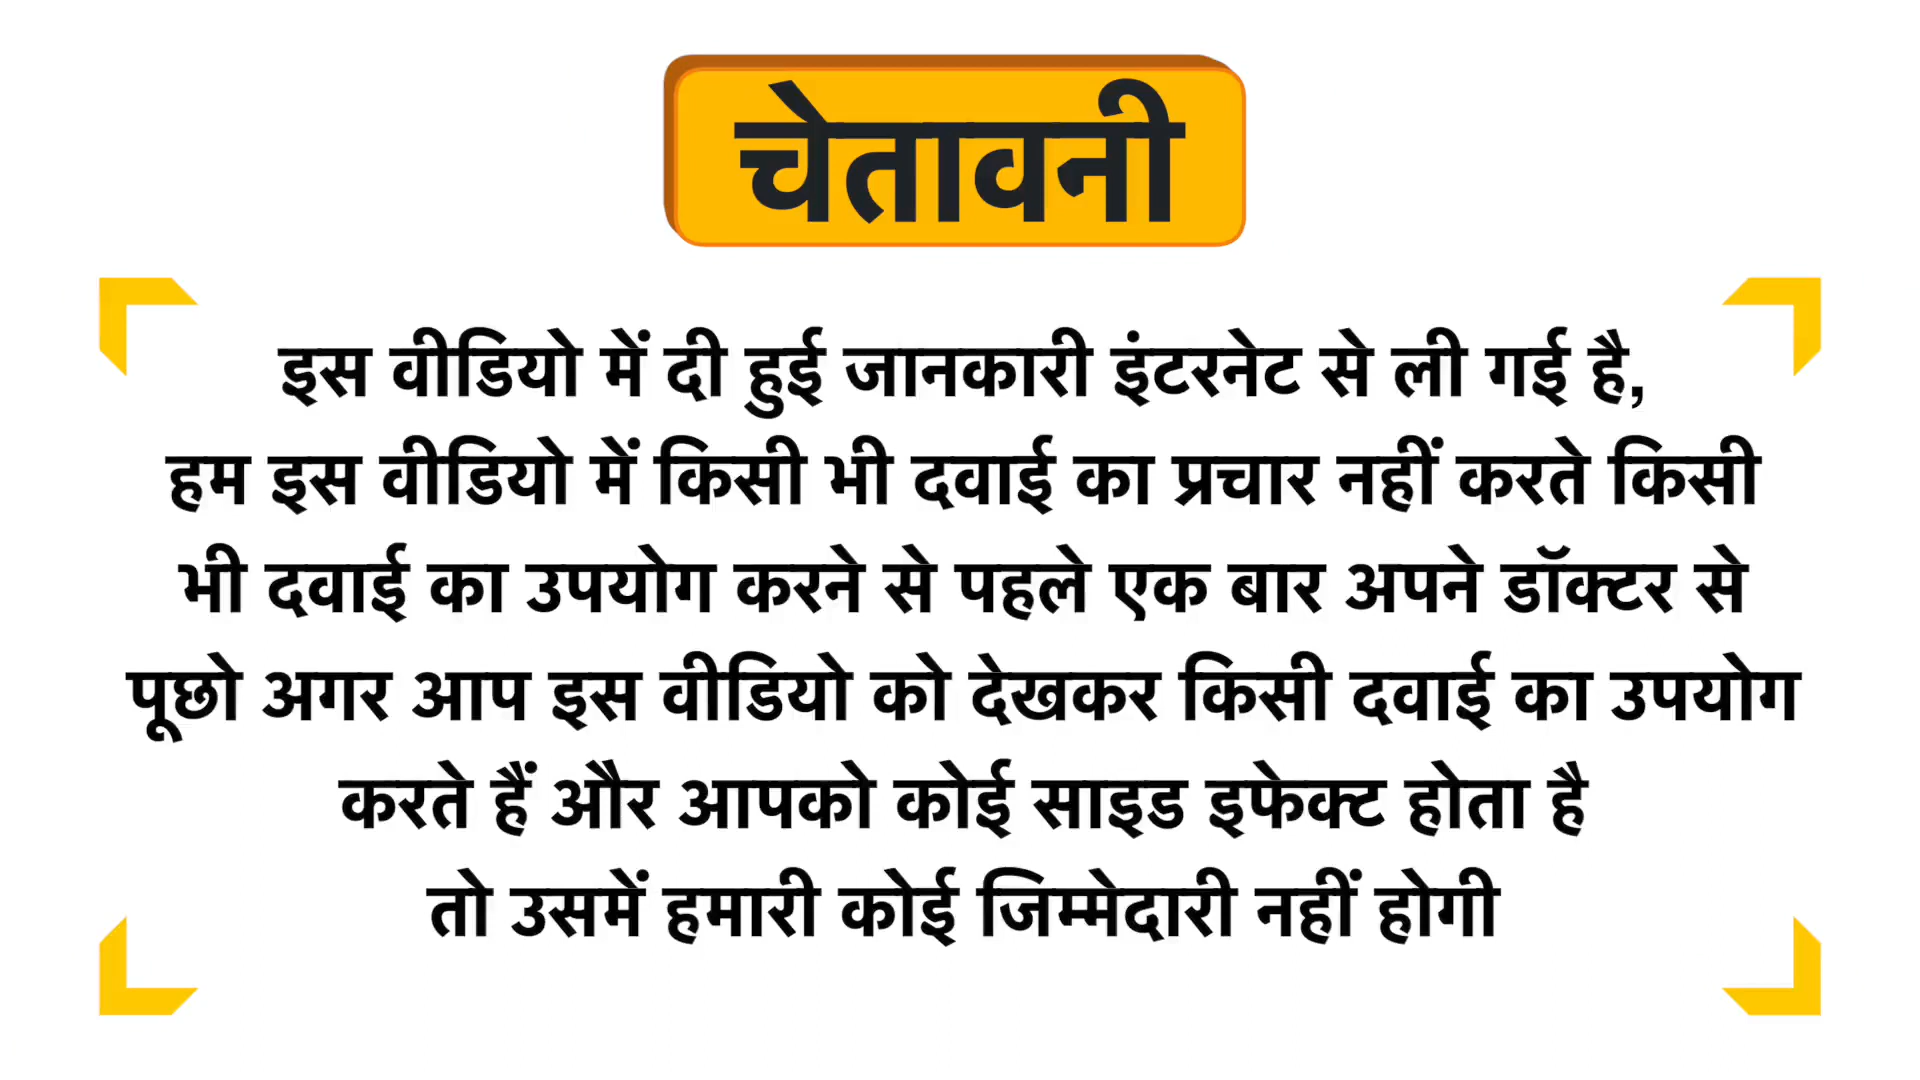 चेतावनी
इस वीडियो में दी हुई जानकारी इंटरनेट से ली गई है,
हम इस वीडियो में किसी भी दवाई का प्रचार नहीं करते किसी
भी दवाई का उपयोग करने से पहले एक बार अपने डॉक्टर से
पूछो अगर आप इस वीडियो को देखकर किसी दवाई का उपयोग
करते हैं और आपको कोई साइड इफेक्ट होता है
तो उसमें हमारी कोई जिम्मेदारी नहीं होगी